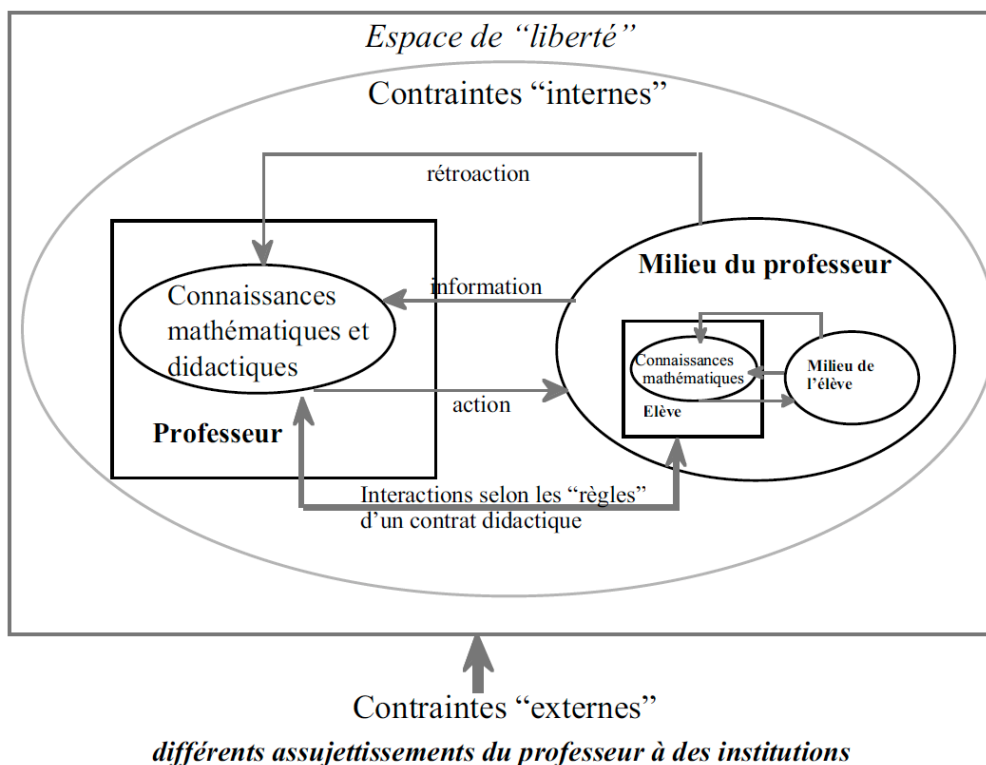 Espace de “liberté”
Contraintes “internes”
rétroaction
Connaissances
mathématiques et
didactiques
Professeur
information
action
Milieu du professeur
Connaissances
mathématiques
Elève
Milieu de
l’élève
Interactions selon les “règles”
d’un contrat didactique
Contraintes “externes”
différents assujettissements du professeur à des institutions